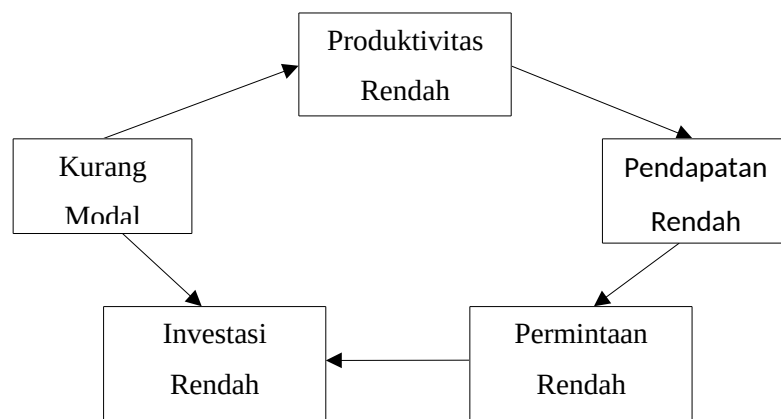 Produktivitas
Rendah
Kurang
Modal
Pendapatan
Rendah
Investasi
Rendah
Permintaan
Rendah